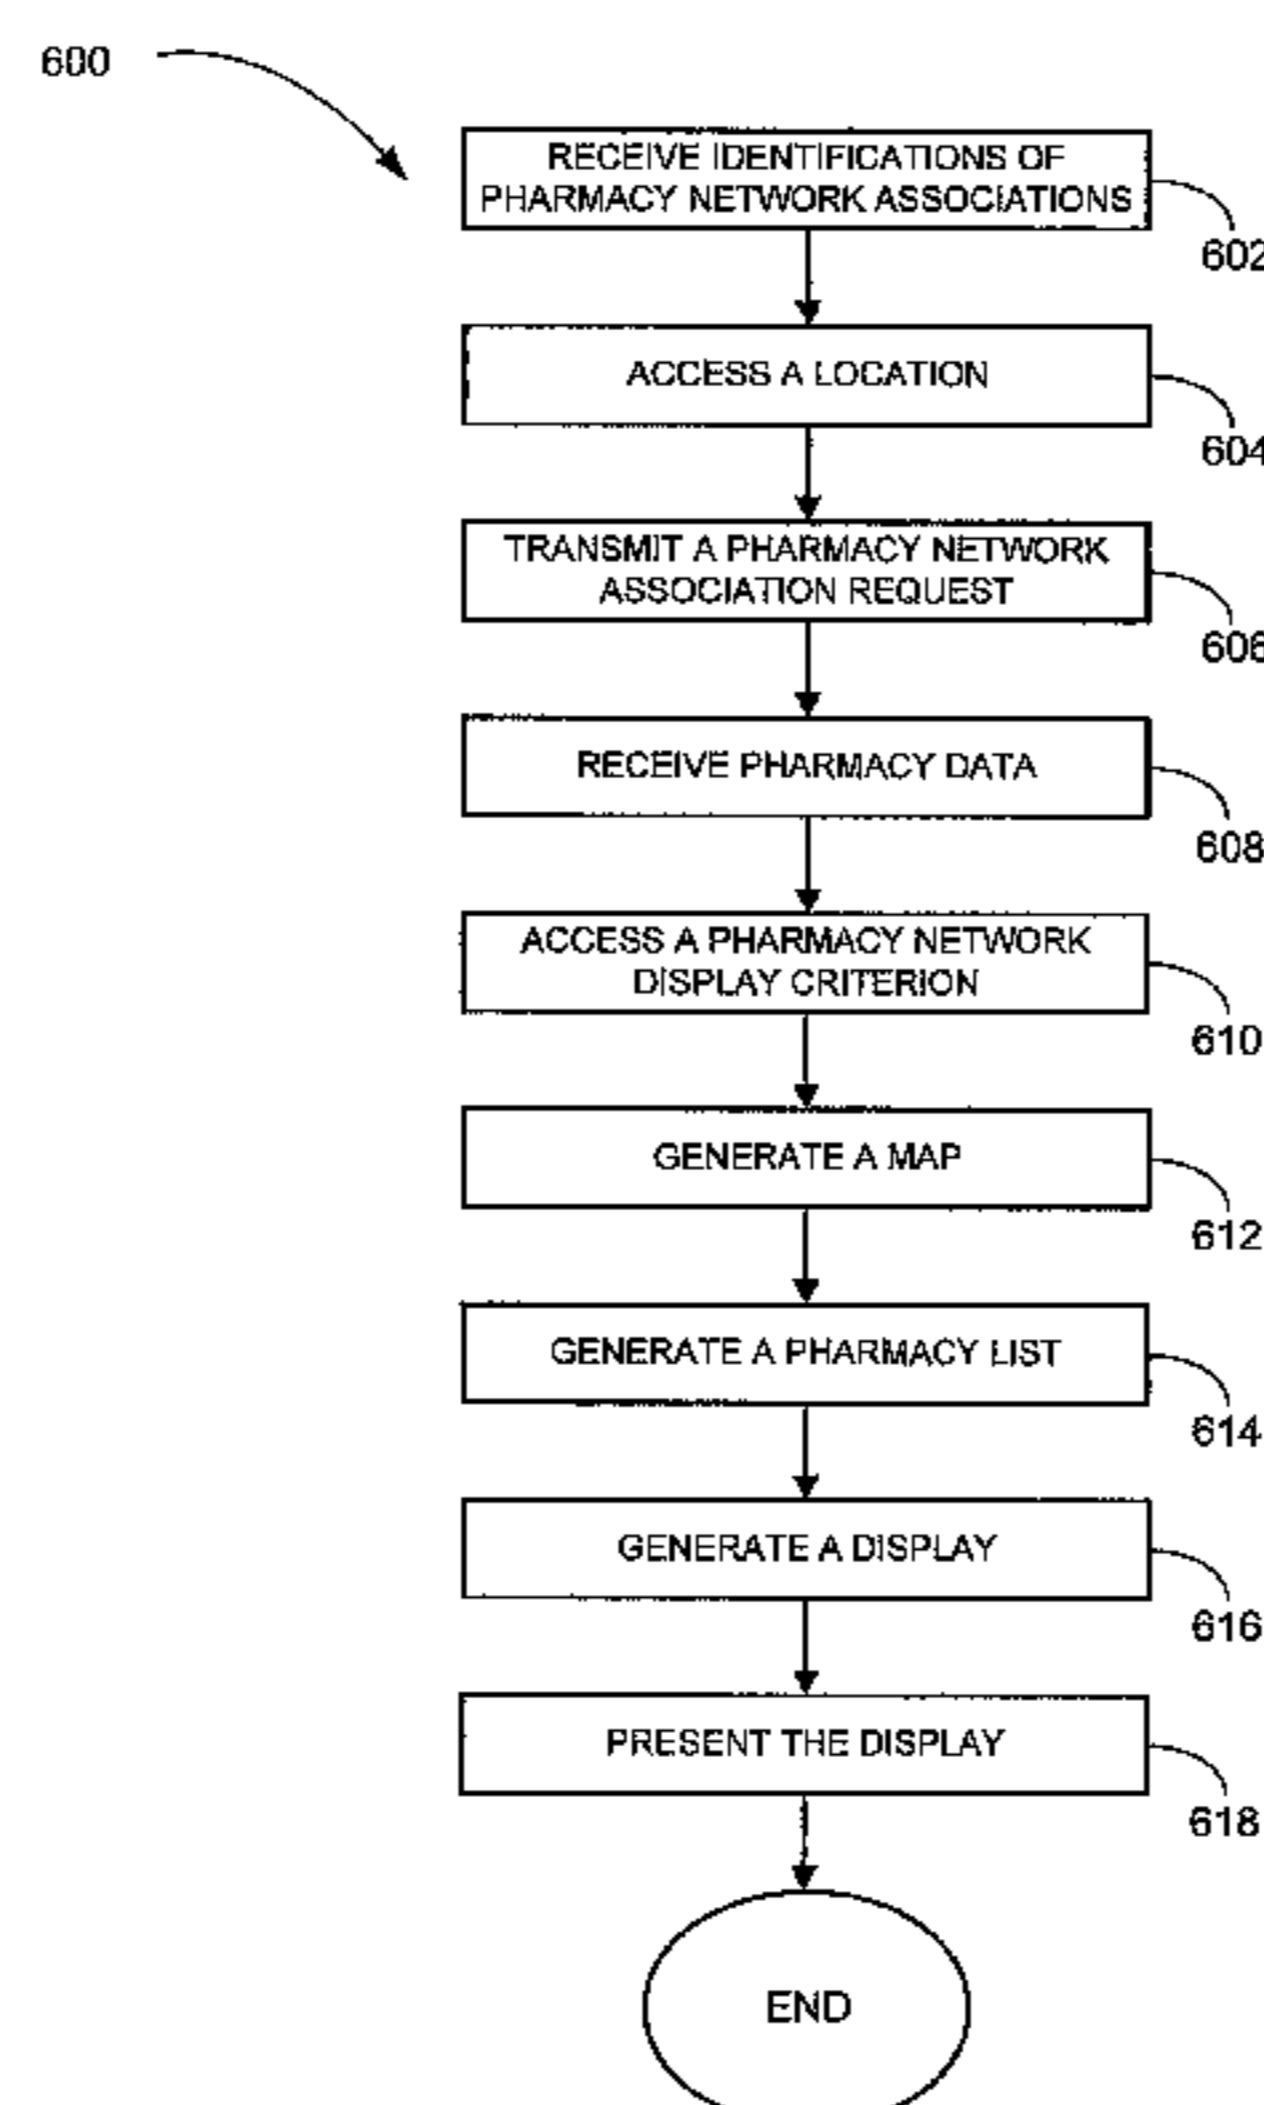 600
RECEIVE IDENTIFICATIONS OF
PHARMACY NETWORK ASSOCIATIONS
602
ACCESS A LOCATION
604
TRANSMIT A PHARMACY NETWORK
ASSOCIATION REQUEST
606
RECEIVE PHARMACY DATA
608
ACCESS A PHARMACY NETWORK
DISPLAY CRITERION
610
GENERATE A MAP
612
GENERATE A PHARMACY LIST
614
GENERATE A DISPLAY
616
PRESENT THE DISPLAY
618
END